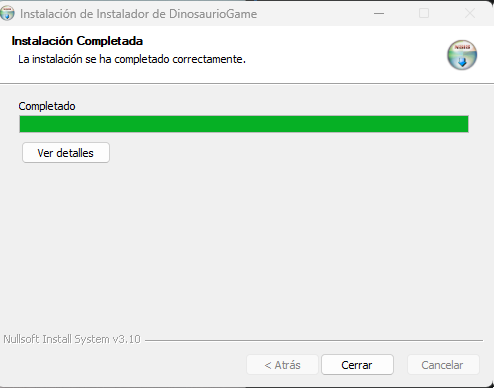 Instalación de Instalador de DinosaurioGame
Instalación Completada
La instalación se ha completado correctamente.
Completado
Ver detalles
Nullsoft Install System v3.10
< Atrás
Cerrar
Cancelar